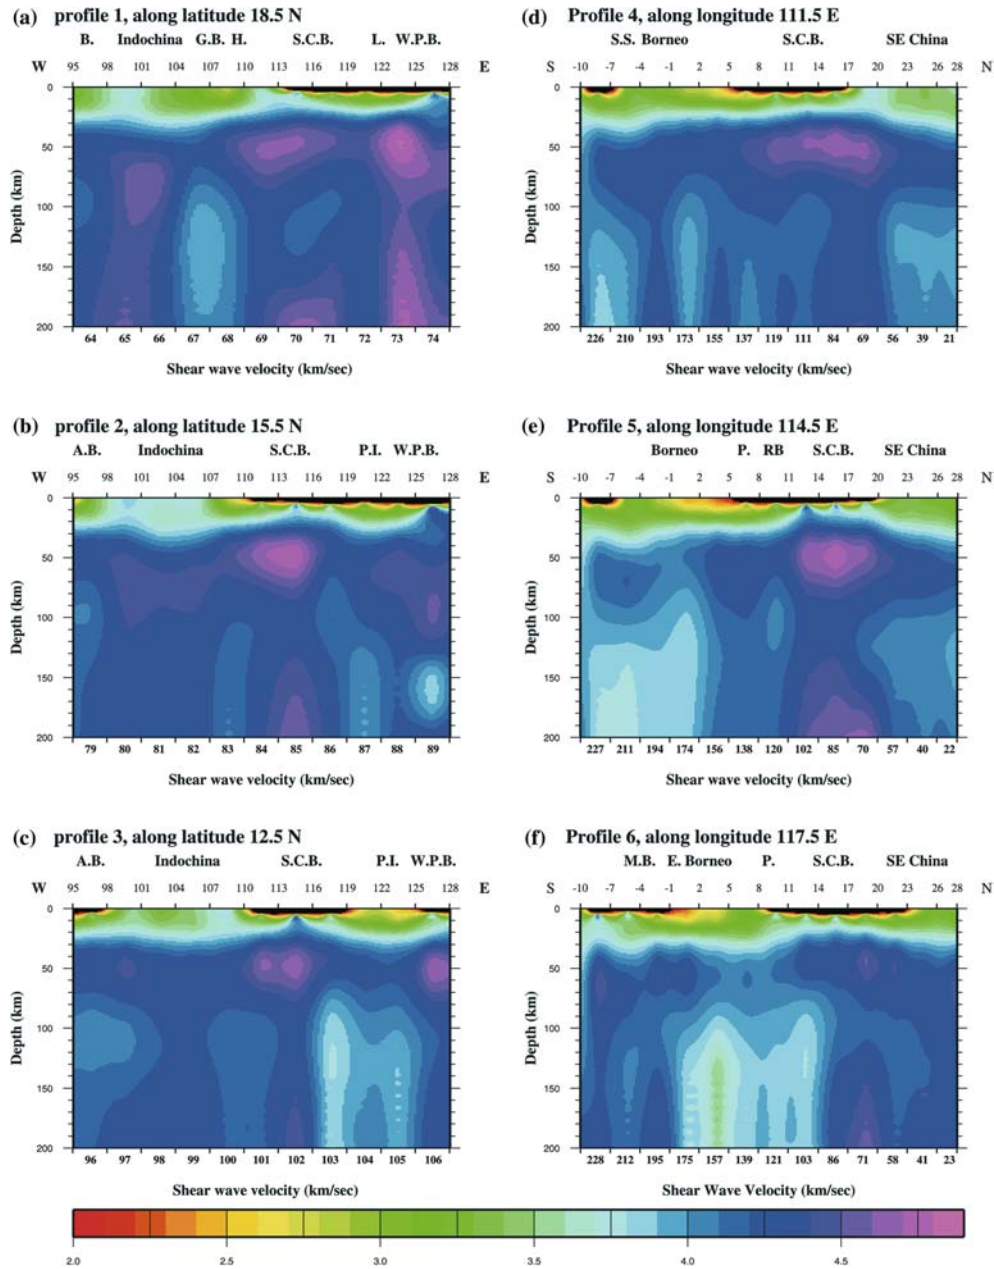 (a) profile 1, along latitude 18.5 N
B. Indochina G.B. H. S.C.B. L. W.P.B.
W 95 98 101 104 107 110 113 116 119 122 125 128 E
0
50
100
150
200
Depth (km)
64 65 66 67 68 69 70 71 72 73 74
Shear wave velocity (km/sec)
(d) Profile 4, along longitude 111.5 E
S.S. Borneo S.C.B. SE China
S -10 -7 -4 -1 2 5 8 11 14 17 20 23 26 28 N
0
50
100
150
200
Depth (km)
226 210 193 173 155 137 119 111 84 69 56 39 21
Shear wave velocity (km/sec)
(b) profile 2, along latitude 15.5 N
A.B. Indochina S.C.B. P.I. W.P.B.
W 95 98 101 104 107 110 113 116 119 122 125 128 E
0
50
100
150
200
Depth (km)
79 80 81 82 83 84 85 86 87 88 89
Shear wave velocity (km/sec)
(e) Profile 5, along longitude 114.5 E
Borneo P. RB S.C.B. SE China
S -10 -7 -4 -1 2 5 8 11 14 17 20 23 26 28 N
0
50
100
150
200
Depth (km)
227 211 194 174 156 138 120 102 85 70 57 40 22
Shear wave velocity (km/sec)
(c) profile 3, along latitude 12.5 N
A.B. Indochina S.C.B. P.I. W.P.B.
W 95 98 101 104 107 110 113 116 119 122 125 128 E
0
50
100
150
200
Depth (km)
96 97 98 99 100 101 102 103 104 105 106
Shear wave velocity (km/sec)
(f) Profile 6, along longitude 117.5 E
M.B. E. Borneo P. S.C.B. SE China
S -10 -7 -4 -1 2 5 8 11 14 17 20 23 26 28 N
0
50
100
150
200
Depth (km)
228 212 195 175 157 139 121 103 86 71 58 41 23
Shear Wave Velocity (km/sec)
2.0 2.5 3.0 3.5 4.0 4.5